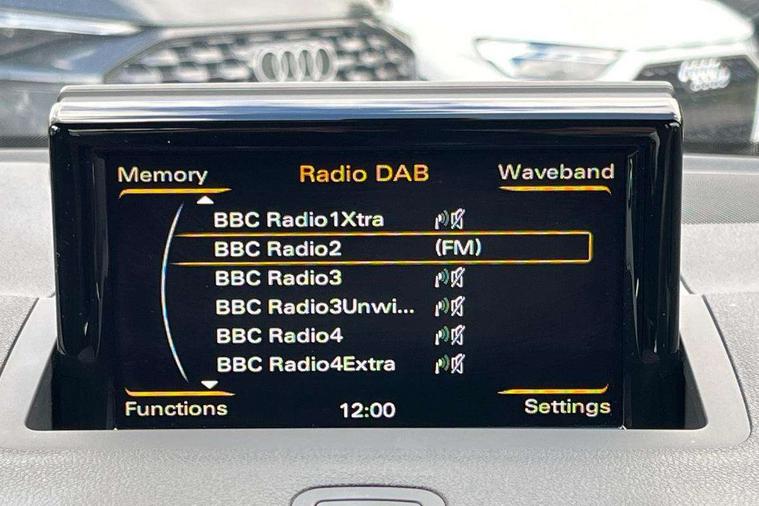 Memory Radio DAB Waveband
BBC Radio1Xtra
BBC Radio2 (FM)
BBC Radio3
BBC Radio3Unwi...
BBC Radio4
BBC Radio4Extra
Functions 12:00 Settings